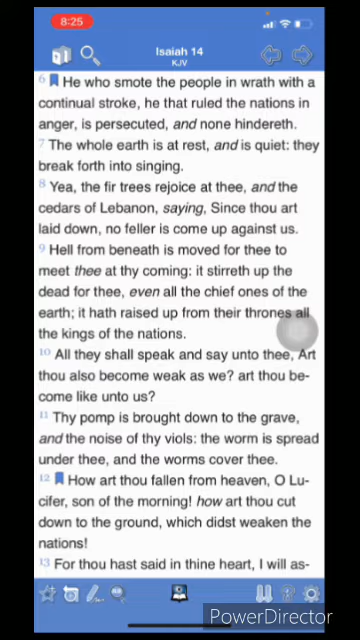 8:25
Isaiah 14
KJV
6 He who smote the people in wrath with a
continual stroke, he that ruled the nations in
anger, is persecuted, and none hindereth.
7 The whole earth is at rest, and is quiet: they
break forth into singing.
8 Yea, the fir trees rejoice at thee, and the
cedars of Lebanon, saying, Since thou art
laid down, no feller is come up against us.
9 Hell from beneath is moved for thee to
meet thee at thy coming: it stirreth up the
dead for thee, even all the chief ones of the
earth; it hath raised up from their thrones all
the kings of the nations.
10 All they shall speak and say unto thee, Art
thou also become weak as we? art thou be-
come like unto us?
11 Thy pomp is brought down to the grave,
and the noise of thy viols: the worm is spread
under thee, and the worms cover thee.
12 How art thou fallen from heaven, O Lu-
cifer, son of the morning! how art thou cut
down to the ground, which didst weaken the
nations!
13 For thou hast said in thine heart, I will as-
PowerDirector